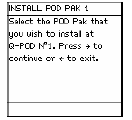 INSTALL POD PAK 1
Select the POD Pak that
you wish to install at
Q-POD Nº1. Press → to
continue or ← to exit.